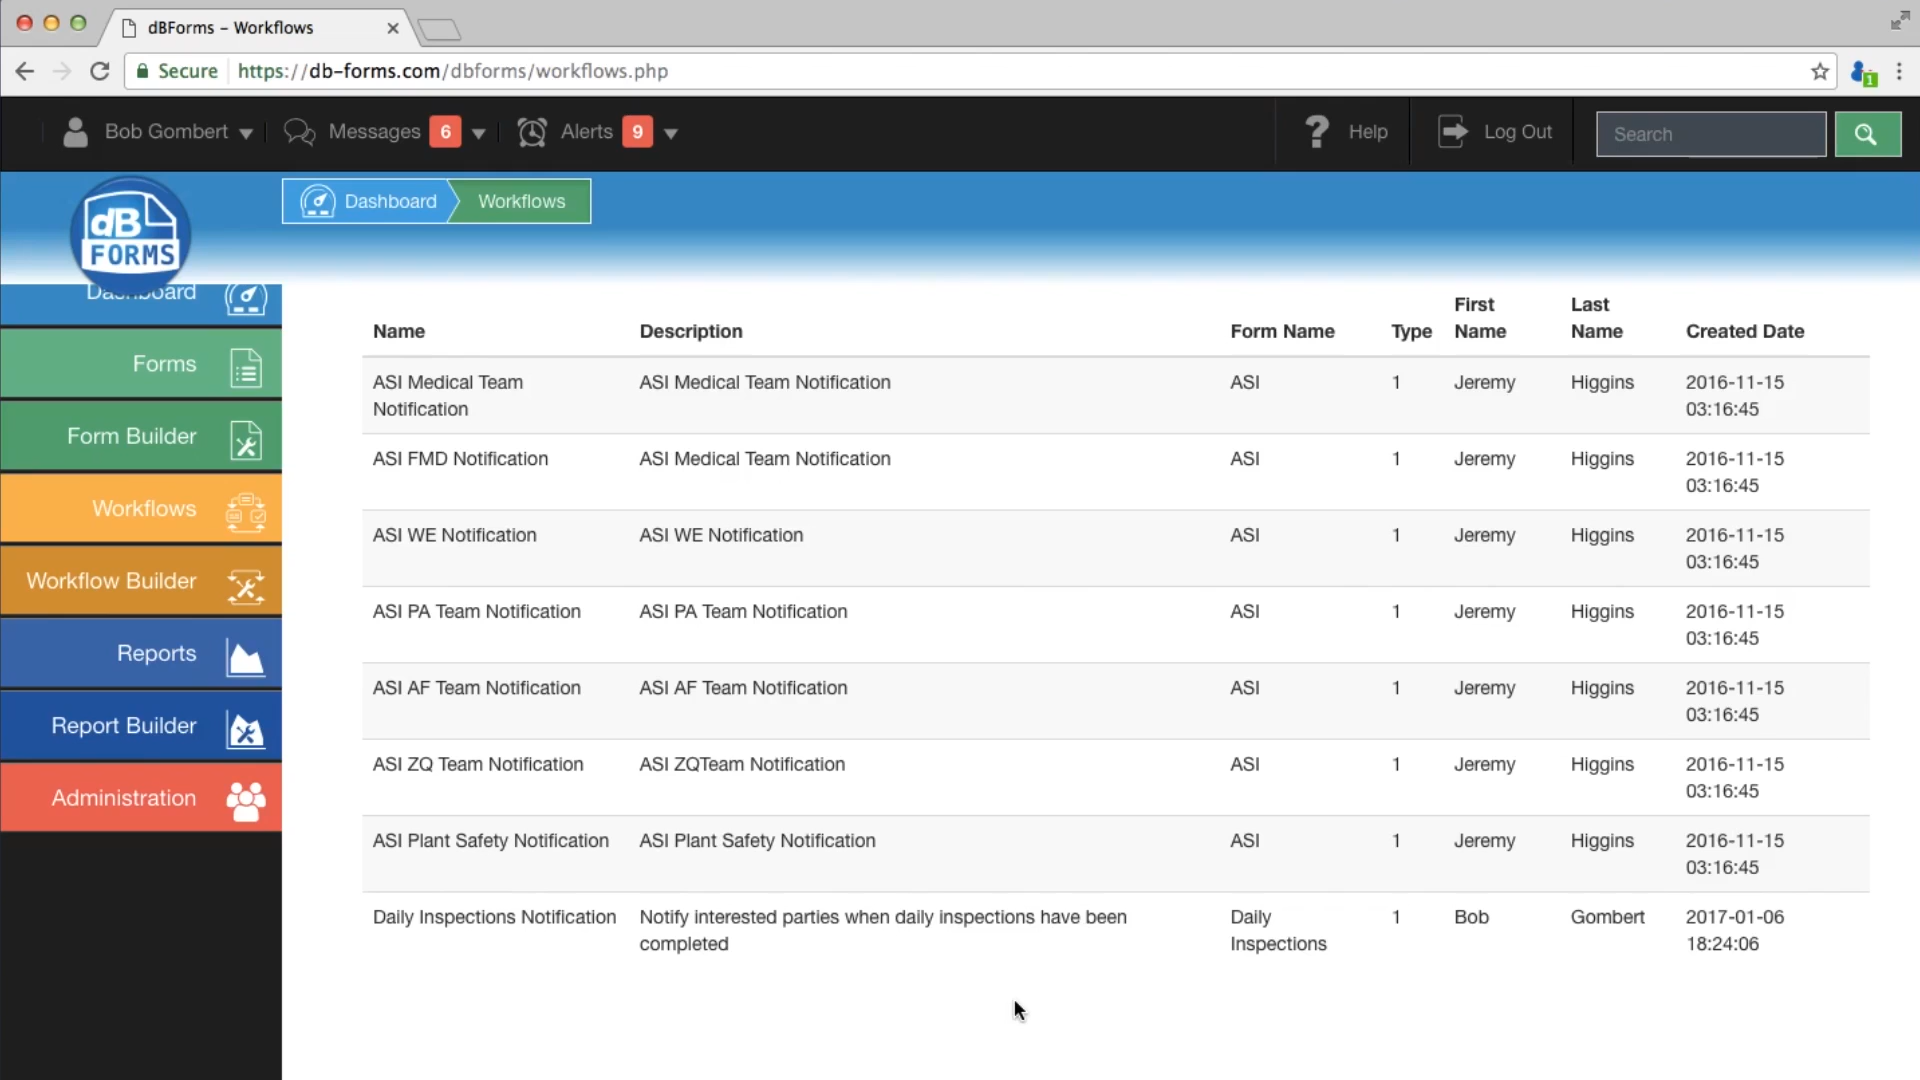 dBForms – Workflows
Secure https://db-forms.com/dbforms/workflows.php
1
Bob Gombert Messages 6 Alerts 9 Help Log Out Search
dB
FORMS
Dashboard Workflows
Dashboard
Forms
Form Builder
Workflows
Workflow Builder
Reports
Report Builder
Administration
Name Description Form Name Type First Name Last Name Created Date
ASI Medical Team ASI Medical Team Notification ASI 1 Jeremy Higgins 2016-11-15
Notification 03:16:45
ASI FMD Notification ASI Medical Team Notification ASI 1 Jeremy Higgins 2016-11-15
03:16:45
ASI WE Notification ASI WE Notification ASI 1 Jeremy Higgins 2016-11-15
03:16:45
ASI PA Team Notification ASI PA Team Notification ASI 1 Jeremy Higgins 2016-11-15
03:16:45
ASI AF Team Notification ASI AF Team Notification ASI 1 Jeremy Higgins 2016-11-15
03:16:45
ASI ZQ Team Notification ASI ZQTeam Notification ASI 1 Jeremy Higgins 2016-11-15
03:16:45
ASI Plant Safety Notification ASI Plant Safety Notification ASI 1 Jeremy Higgins 2016-11-15
03:16:45
Daily Inspections Notification Notify interested parties when daily inspections have been Daily 1 Bob Gombert 2017-01-06
completed Inspections 18:24:06